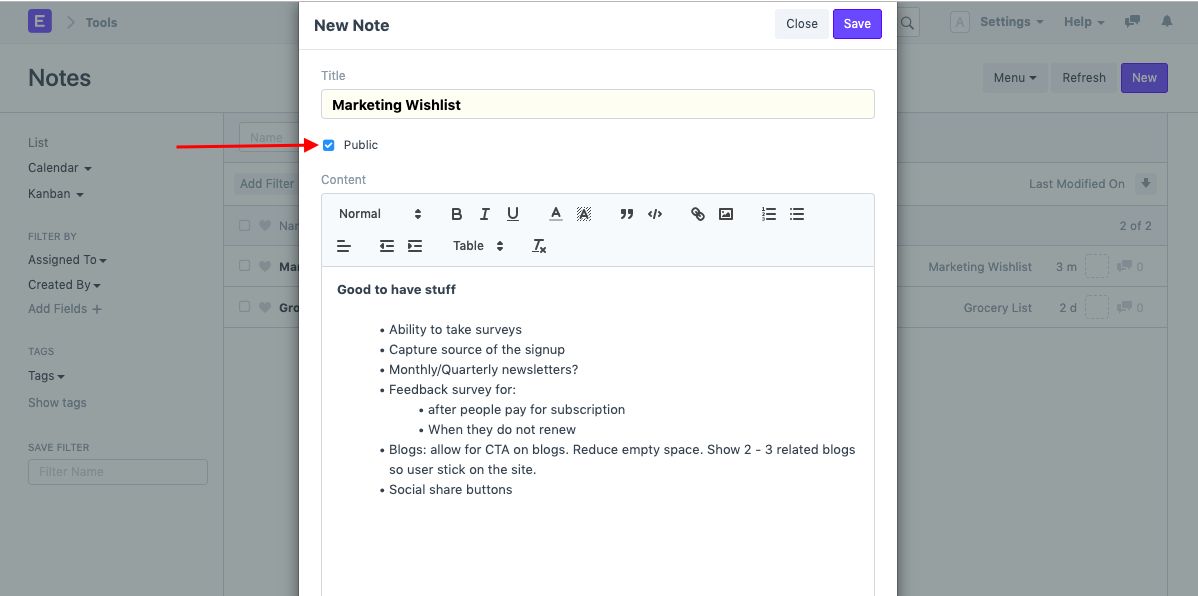 E Tools
New Note
Close
Save
A
Settings
Help
Notes
Menu
Refresh
New
List
Calendar
Kanban
FILTER BY
Assigned To
Created By
Add Fields +
TAGS
Tags
Show tags
SAVE FILTER
Filter Name
Name
Add Filter
Last Modified On
Nam
2 of 2
Mar
Marketing Wishlist 3 m 0
Gro
Grocery List 2 d 0
Title
Marketing Wishlist
Public
Content
Normal B I U A A ” </>
Table Tx
Good to have stuff
• Ability to take surveys
• Capture source of the signup
• Monthly/Quarterly newsletters?
• Feedback survey for:
• after people pay for subscription
• When they do not renew
• Blogs: allow for CTA on blogs. Reduce empty space. Show 2 - 3 related blogs
so user stick on the site.
• Social share buttons